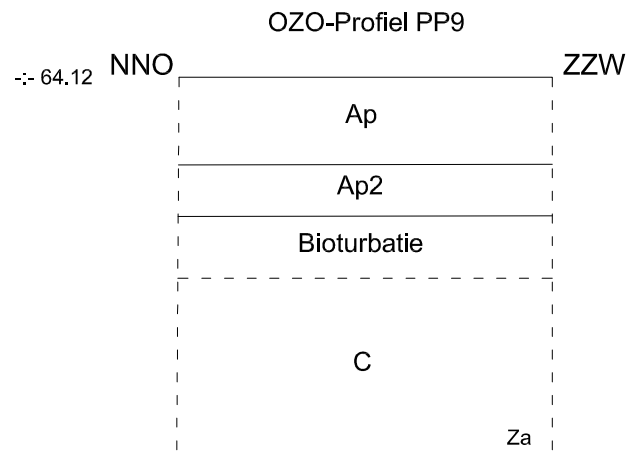 OZO-Profiel PP9
NNO ZZW
-:- 64.12
Ap
Ap2
Bioturbatie
C
Za